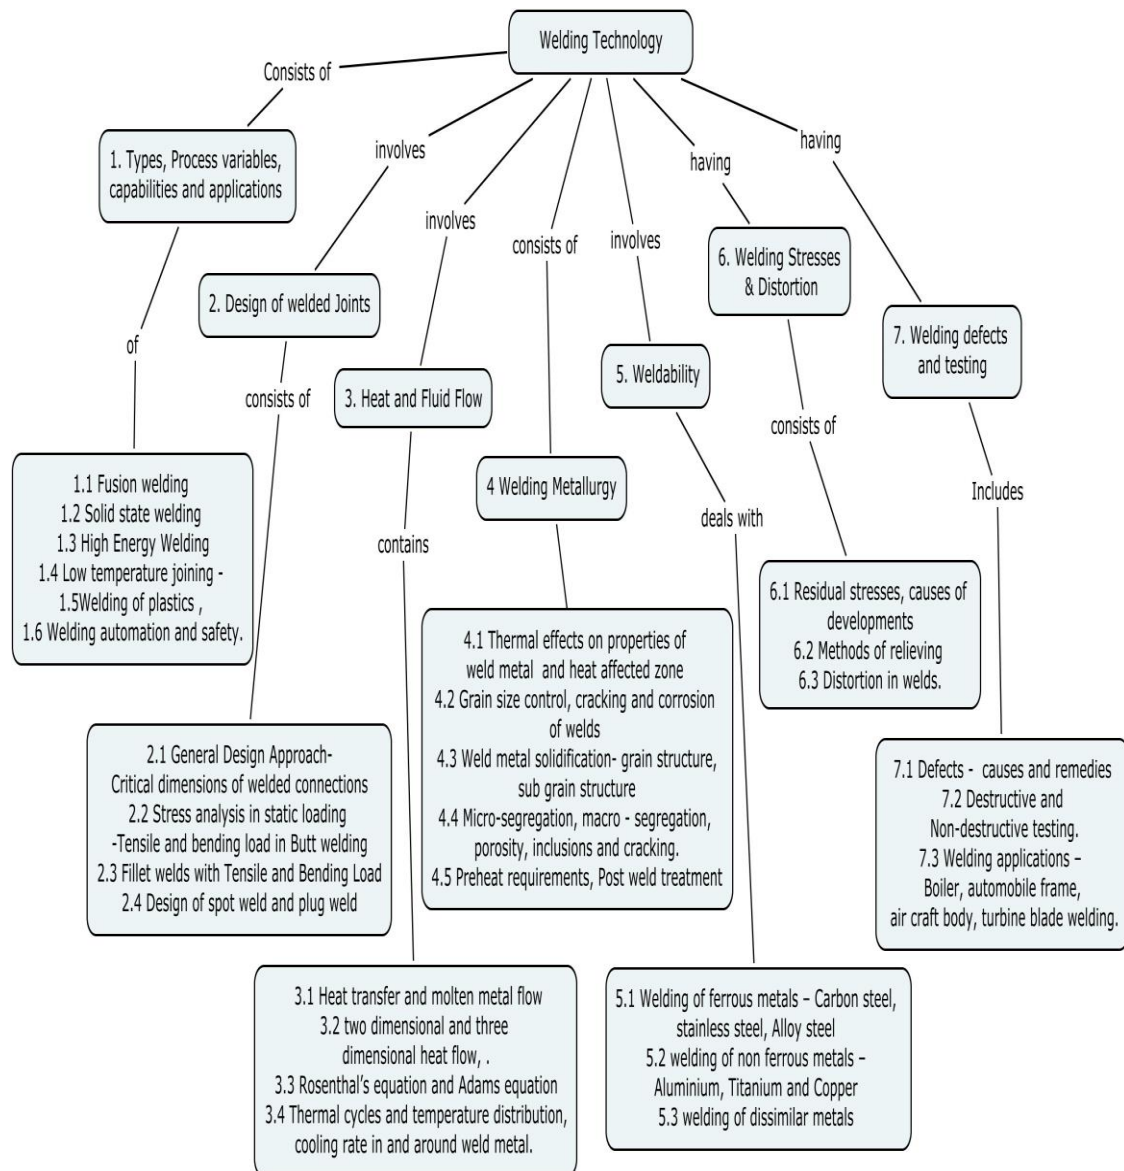 Welding Technology
Consists of
involves
involves
consists of
involves
having
having
1. Types, Process variables,
capabilities and applications
of
1.1 Fusion welding
1.2 Solid state welding
1.3 High Energy Welding
1.4 Low temperature joining -
1.5Welding of plastics ,
1.6 Welding automation and safety.
2. Design of welded Joints
consists of
2.1 General Design Approach-
Critical dimensions of welded connections
2.2 Stress analysis in static loading
-Tensile and bending load in Butt welding
2.3 Fillet welds with Tensile and Bending Load
2.4 Design of spot weld and plug weld
3. Heat and Fluid Flow
contains
3.1 Heat transfer and molten metal flow
3.2 two dimensional and three
dimensional heat flow, .
3.3 Rosenthal's equation and Adams equation
3.4 Thermal cycles and temperature distribution,
cooling rate in and around weld metal.
4 Welding Metallurgy
4.1 Thermal effects on properties of
weld metal and heat affected zone
4.2 Grain size control, cracking and corrosion
of welds
4.3 Weld metal solidification- grain structure,
sub grain structure
4.4 Micro-segregation, macro - segregation,
porosity, inclusions and cracking.
4.5 Preheat requirements, Post weld treatment
5. Weldability
deals with
5.1 Welding of ferrous metals – Carbon steel,
stainless steel, Alloy steel
5.2 welding of non ferrous metals –
Aluminium, Titanium and Copper
5.3 welding of dissimilar metals
6. Welding Stresses
& Distortion
consists of
6.1 Residual stresses, causes of
developments
6.2 Methods of relieving
6.3 Distortion in welds.
7. Welding defects
and testing
Includes
7.1 Defects - causes and remedies
7.2 Destructive and
Non-destructive testing.
7.3 Welding applications –
Boiler, automobile frame,
air craft body, turbine blade welding.